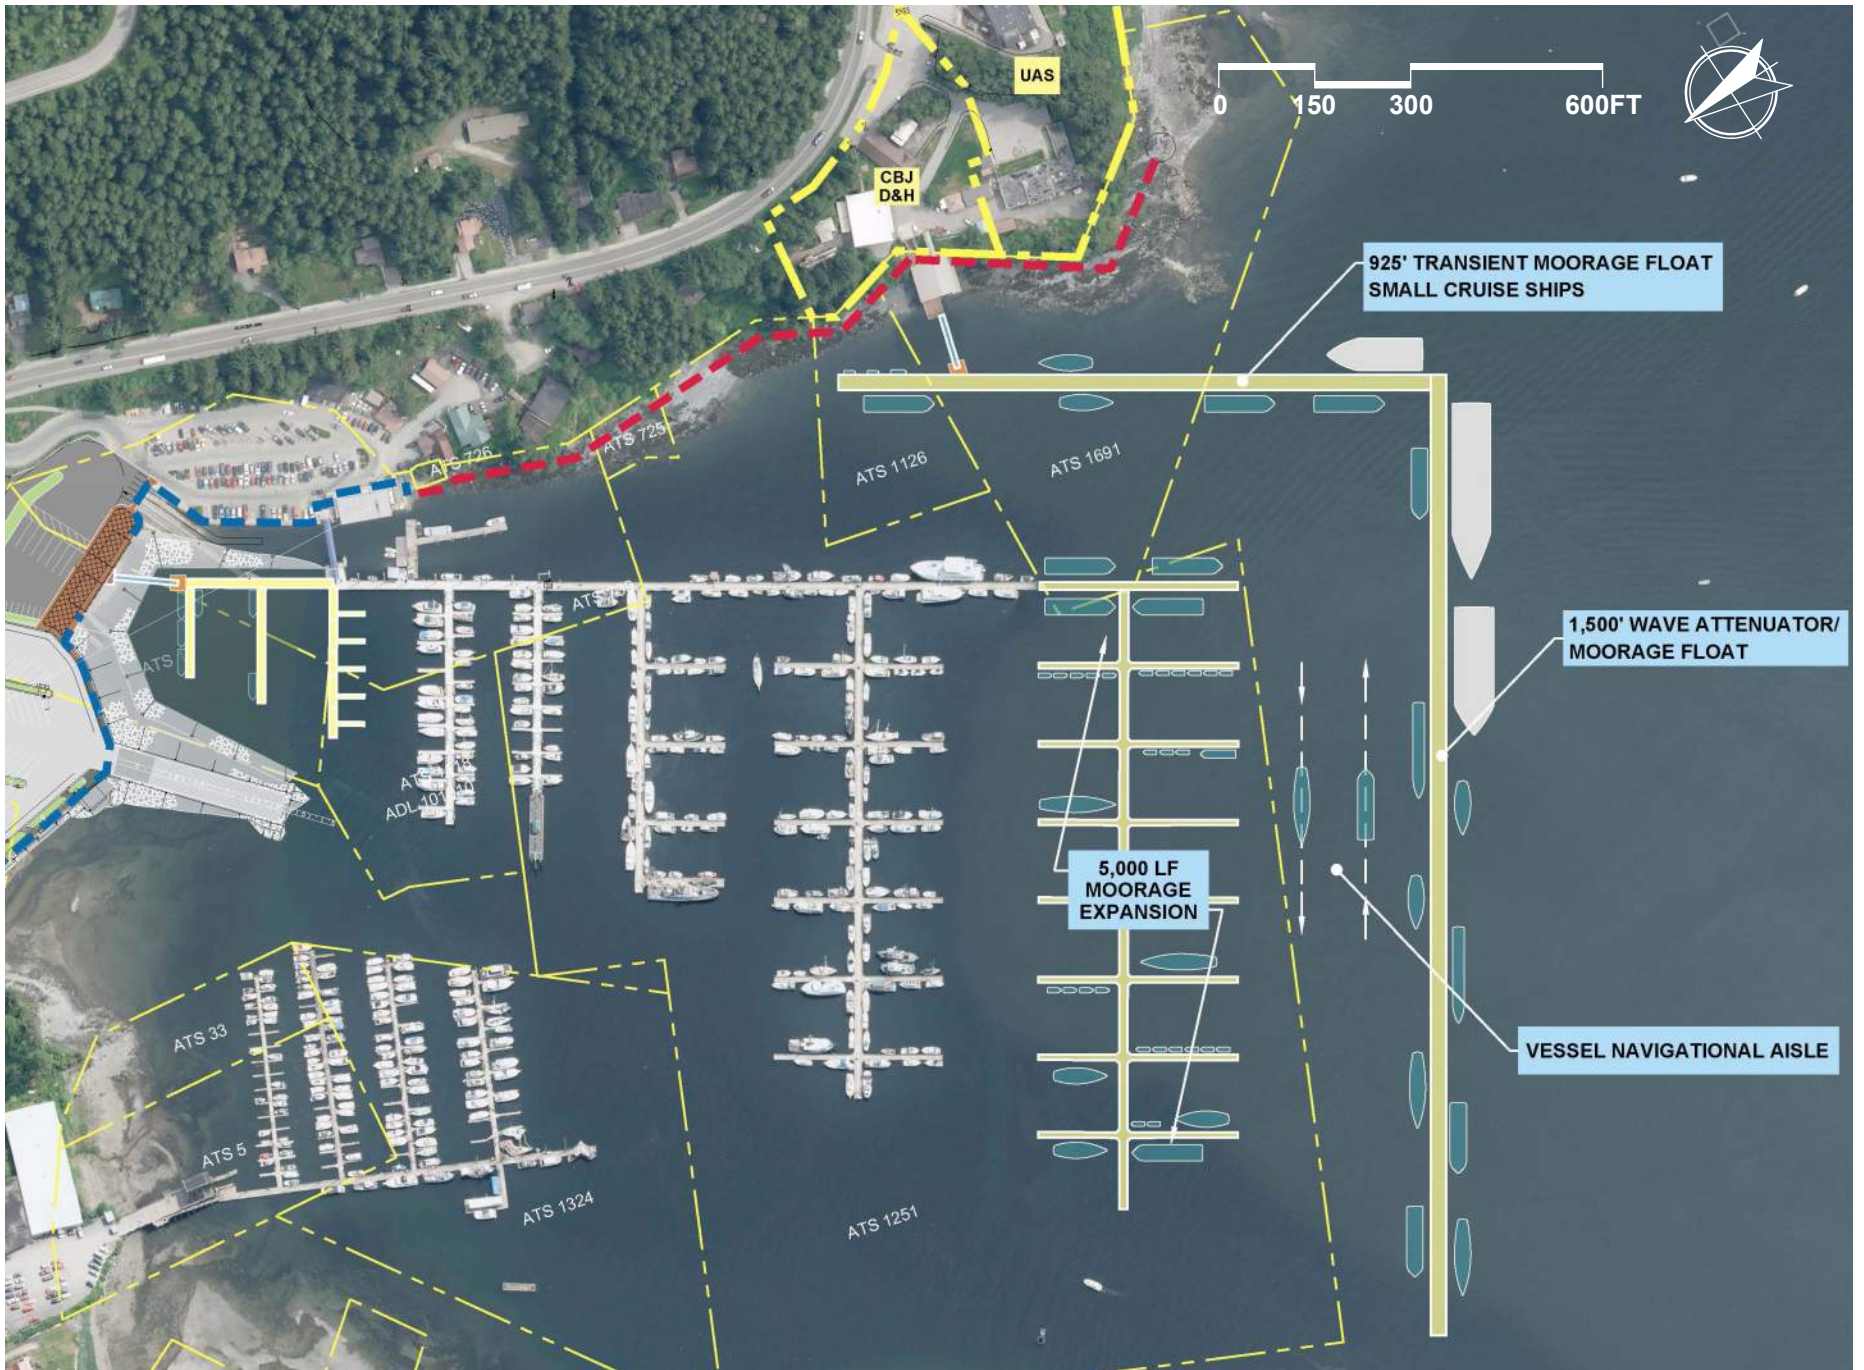 UAS
0 150 300 600FT
CBJ
D&H
925' TRANSIENT MOORAGE FLOAT
SMALL CRUISE SHIPS
ATS 725
ATS 726
ATS 1126
ATS 1691
ATS
ATS
1,500' WAVE ATTENUATOR/
MOORAGE FLOAT
5,000 LF
MOORAGE
EXPANSION
ATS 33
VESSEL NAVIGATIONAL AISLE
ATS 5
ATS 1324
ATS 1251